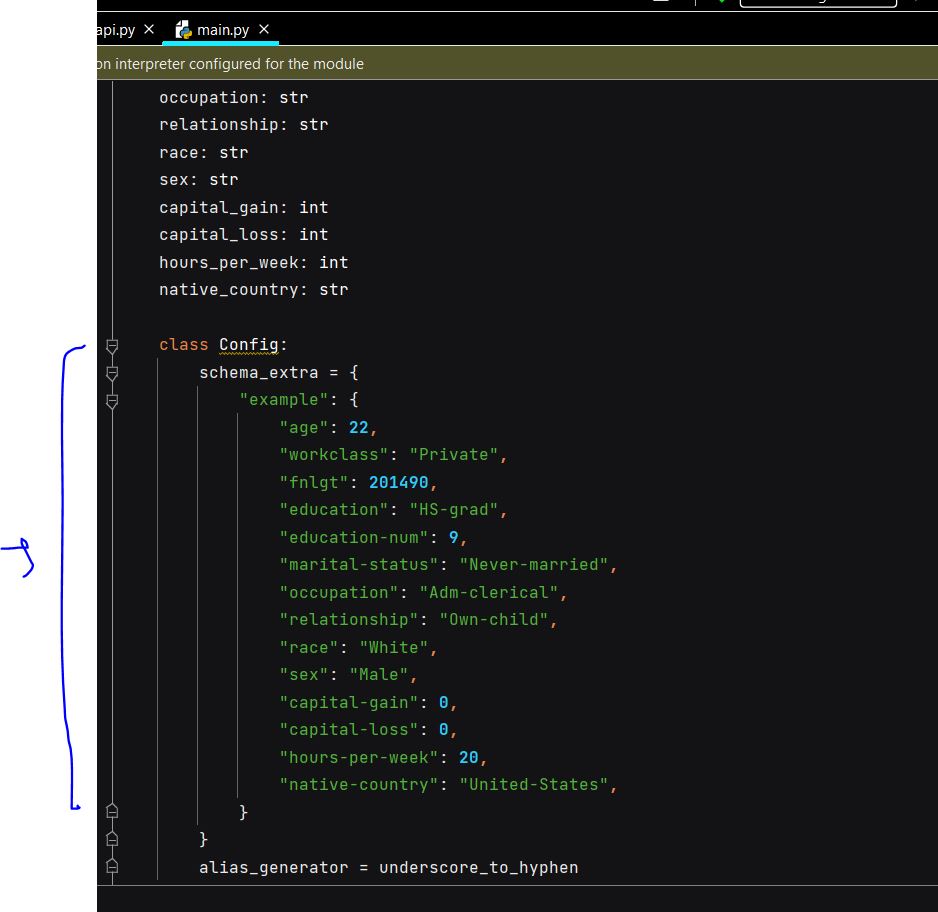 api.py × main.py ×
on interpreter configured for the module
occupation: str
relationship: str
race: str
sex: str
capital_gain: int
capital_loss: int
hours_per_week: int
native_country: str
class Config:
schema_extra = {
"example": {
"age": 22,
"workclass": "Private",
"fnlgt": 201490,
"education": "HS-grad",
"education-num": 9,
"marital-status": "Never-married",
"occupation": "Adm-clerical",
"relationship": "Own-child",
"race": "White",
"sex": "Male",
"capital-gain": 0,
"capital-loss": 0,
"hours-per-week": 20,
"native-country": "United-States",
}
}
alias_generator = underscore_to_hyphen